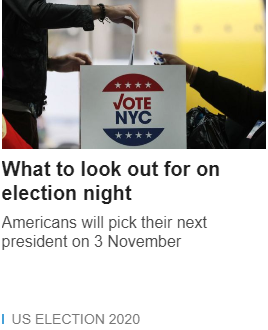 VOTE
NYC
What to look out for on
election night
Americans will pick their next
president on 3 November
US ELECTION 2020